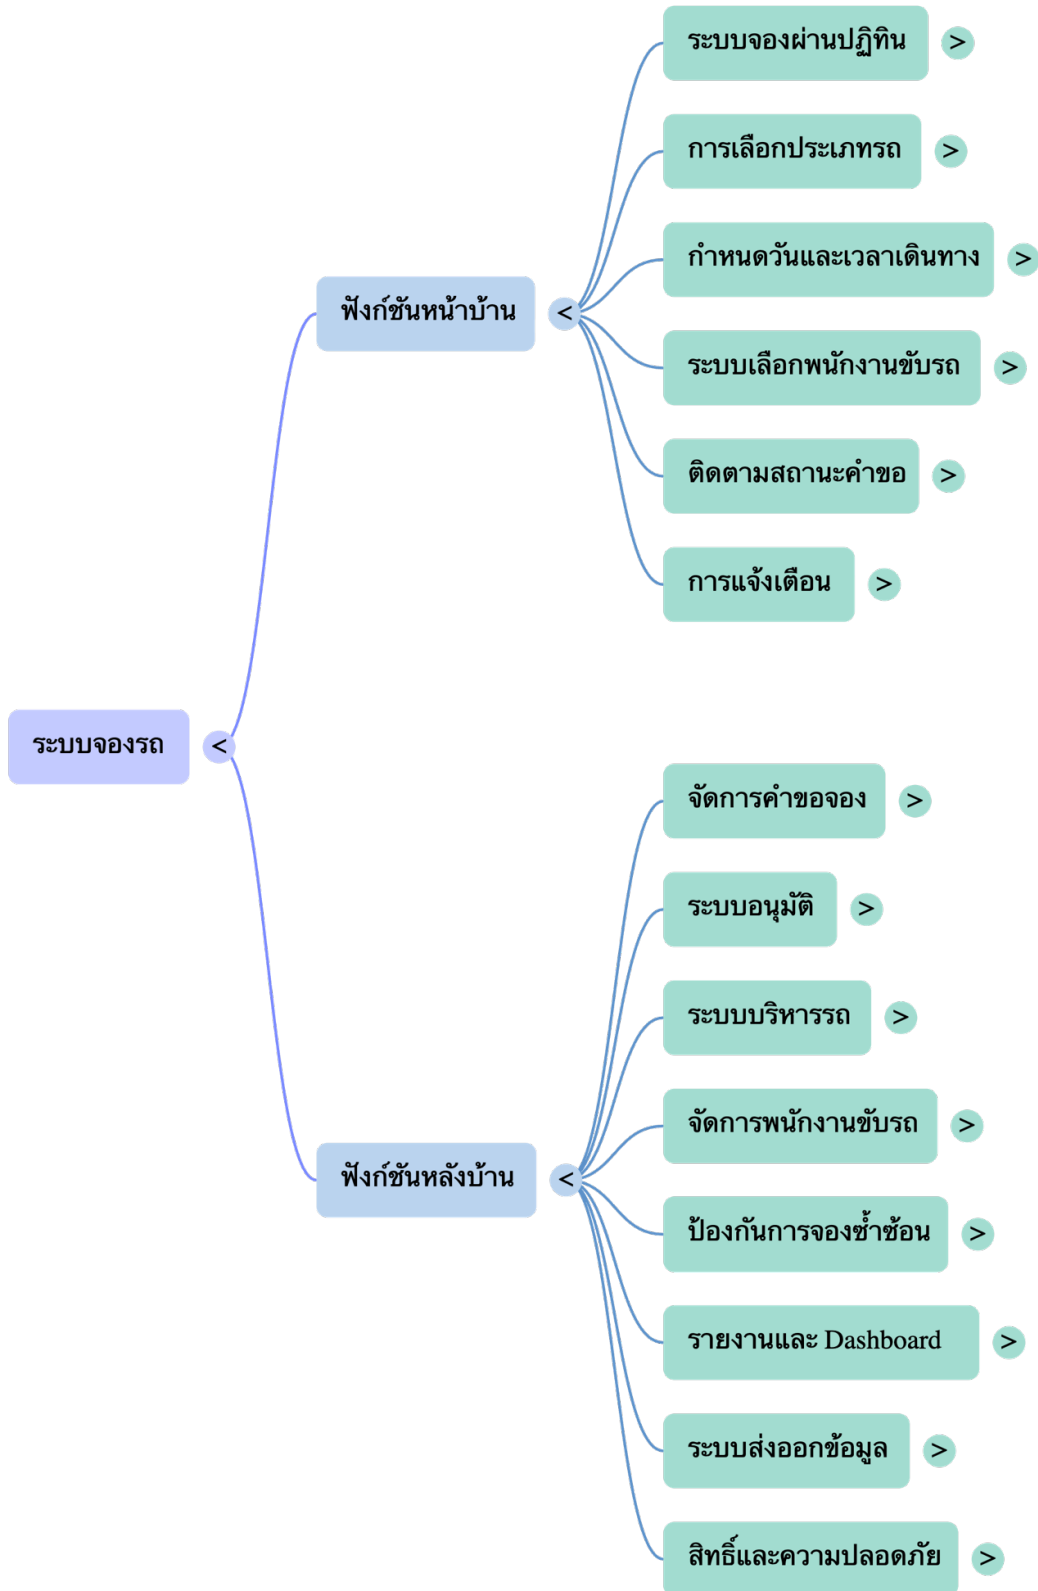 ระบบจองรถ
<
ฟังก์ชันหน้าบ้าน
<
ระบบจองผ่านปฏิทิน
>
การเลือกประเภทรถ
>
กำหนดวันและเวลาเดินทาง
>
ระบบเลือกพนักงานขับรถ
>
ติดตามสถานะคำขอ
>
การแจ้งเตือน
>
ฟังก์ชันหลังบ้าน
<
จัดการคำขอจอง
>
ระบบอนุมัติ
>
ระบบบริหารรถ
>
จัดการพนักงานขับรถ
>
ป้องกันการจองซ้ำซ้อน
>
รายงานและ Dashboard
>
ระบบส่งออกข้อมูล
>
สิทธิ์และความปลอดภัย
>